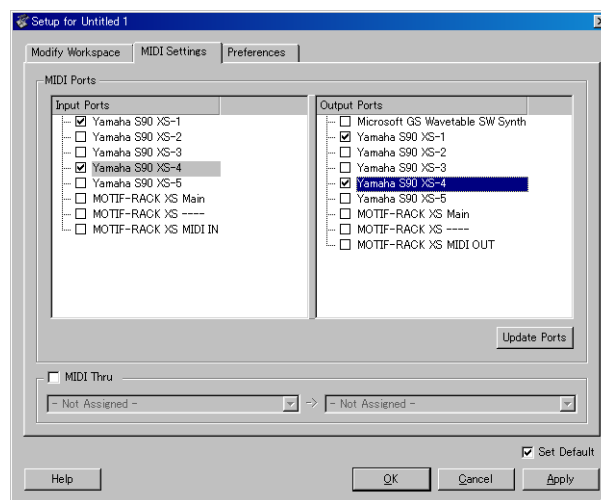 Setup for Untitled 1
Modify Workspace
MIDI Settings
Preferences
MIDI Ports
Input Ports
Yamaha S90 XS-1
Yamaha S90 XS-2
Yamaha S90 XS-3
Yamaha S90 XS-4
Yamaha S90 XS-5
MOTIF-RACK XS Main
MOTIF-RACK XS ----
MOTIF-RACK XS MIDI IN
Output Ports
Microsoft GS Wavetable SW Synth
Yamaha S90 XS-1
Yamaha S90 XS-2
Yamaha S90 XS-3
Yamaha S90 XS-4
Yamaha S90 XS-5
MOTIF-RACK XS Main
MOTIF-RACK XS ----
MOTIF-RACK XS MIDI OUT
Update Ports
MIDI Thru
- Not Assigned -
->
- Not Assigned -
Set Default
Help
OK
Cancel
Apply